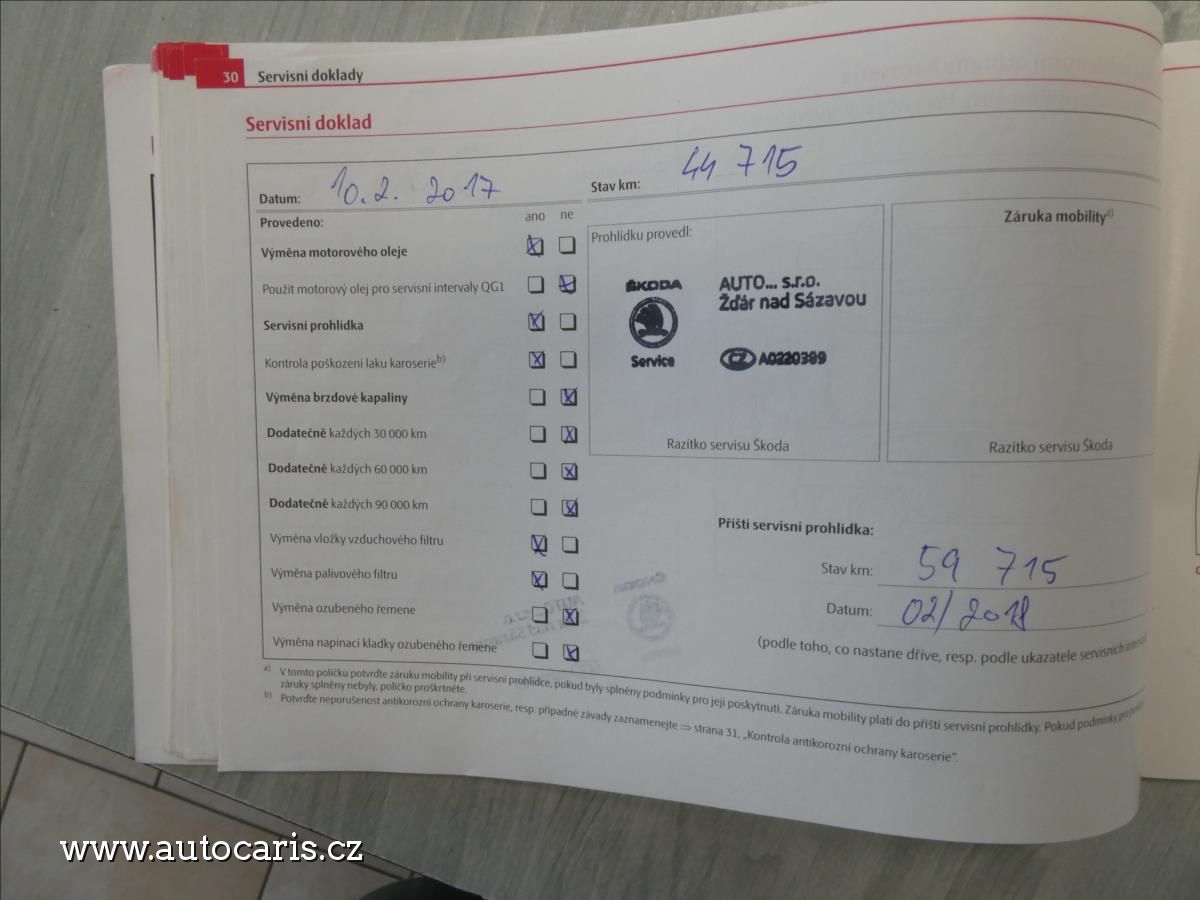 30 Servisní doklady
Servisní doklad
Datum: 10. 2. 2017
Stav km: 44 715
Provedeno: ano ne
Výměna motorového oleje
Použit motorový olej pro servisní intervaly QG1
Servisní prohlídka
Kontrola poškození laku karoserie b)
Výměna brzdové kapaliny
Dodatečně každých 30 000 km
Dodatečně každých 60 000 km
Dodatečně každých 90 000 km
Výměna vložky vzduchového filtru
Výměna palivového filtru
Výměna ozubeného řemene
Výměna napínací kladky ozubeného řemene
Prohlídku provedl:
ŠKODA
Service
AUTO... s.r.o.
Žďár nad Sázavou
CZ A0220389
Razítko servisu Škoda
Záruka mobility a)
Razítko servisu Škoda
Příští servisní prohlídka:
Stav km: 59 715
Datum: 02/2018
(podle toho, co nastane dříve, resp. podle ukazatele servisních
a) V tomto políčku potvrďte záruku mobility při servisní prohlídce, pokud byly splněny podmínky pro její poskytnutí. Záruka mobility platí do příští servisní prohlídky. Pokud podmínky pro
záruky splněny nebyly, políčko proškrtněte.
b) Potvrďte neporušenost antikorozní ochrany karoserie, resp. případné závady zaznamenejte ⇒ strana 31, „Kontrola antikorozní ochrany karoserie“.
www.autocaris.cz